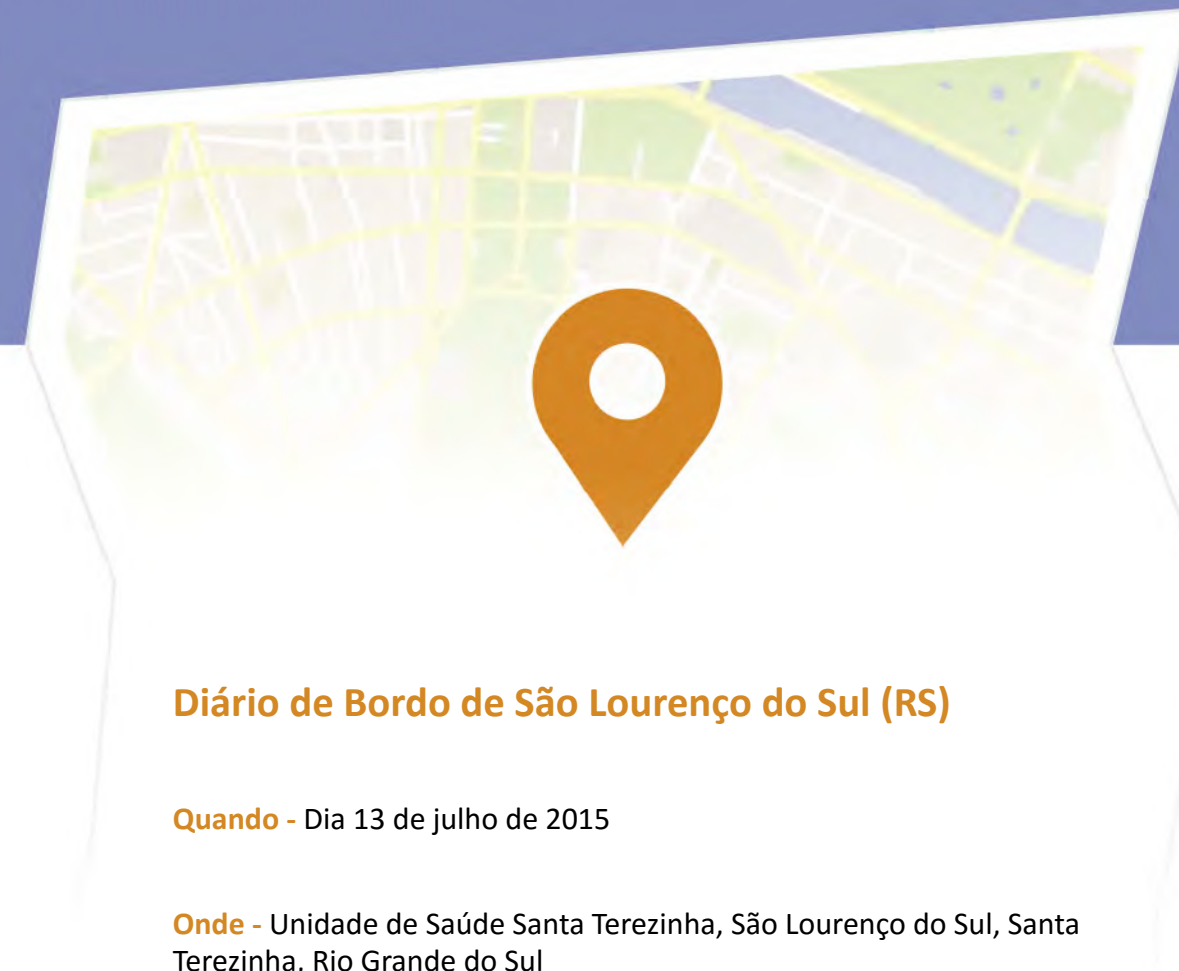 Diário de Bordo de São Lourenço do Sul (RS)
Quando - Dia 13 de julho de 2015
Onde - Unidade de Saúde Santa Terezinha, São Lourenço do Sul, Santa
Terezinha, Rio Grande do Sul